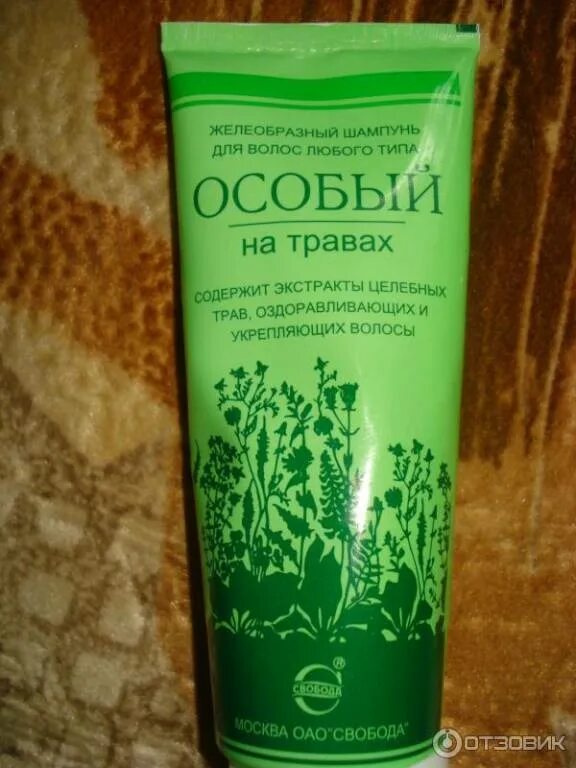 ЖЕЛЕОБРАЗНЫЙ ШАМПУНЬ
ДЛЯ ВОЛОС ЛЮБОГО ТИПА
ОСОБЫЙ
на травах
СОДЕРЖИТ ЭКСТРАКТЫ ЦЕЛЕБНЫХ
ТРАВ, ОЗДОРАВЛИВАЮЩИХ И
УКРЕПЛЯЮЩИХ ВОЛОСЫ
®
СВОБОДА
МОСКВА ОАО"СВОБОДА"
ОТЗОВИК